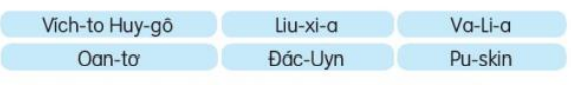 Vích-to Huy-gô Liu-xi-a Va-Li-a
Oan-tơ Đác-Uyn Pu-skin